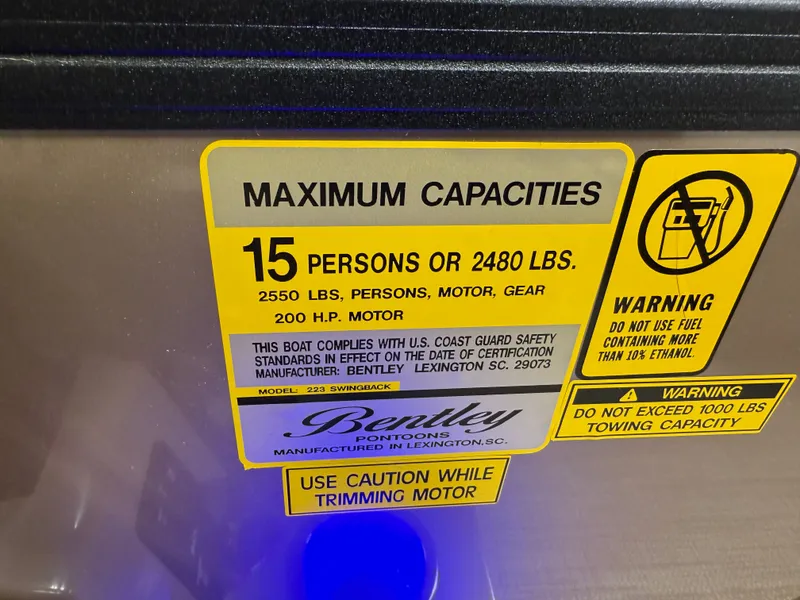 MAXIMUM CAPACITIES
15 PERSONS OR 2480 LBS.
2550 LBS, PERSONS, MOTOR, GEAR
200 H.P. MOTOR
THIS BOAT COMPLIES WITH U.S. COAST GUARD SAFETY
STANDARDS IN EFFECT ON THE DATE OF CERTIFICATION
MANUFACTURER: BENTLEY LEXINGTON SC. 29073
MODEL: 223 SWINGBACK
Bentley
PONTOONS
MANUFACTURED IN LEXINGTON,SC.
USE CAUTION WHILE
TRIMMING MOTOR
WARNING
DO NOT USE FUEL
CONTAINING MORE
THAN 10% ETHANOL.
WARNING
DO NOT EXCEED 1000 LBS
TOWING CAPACITY